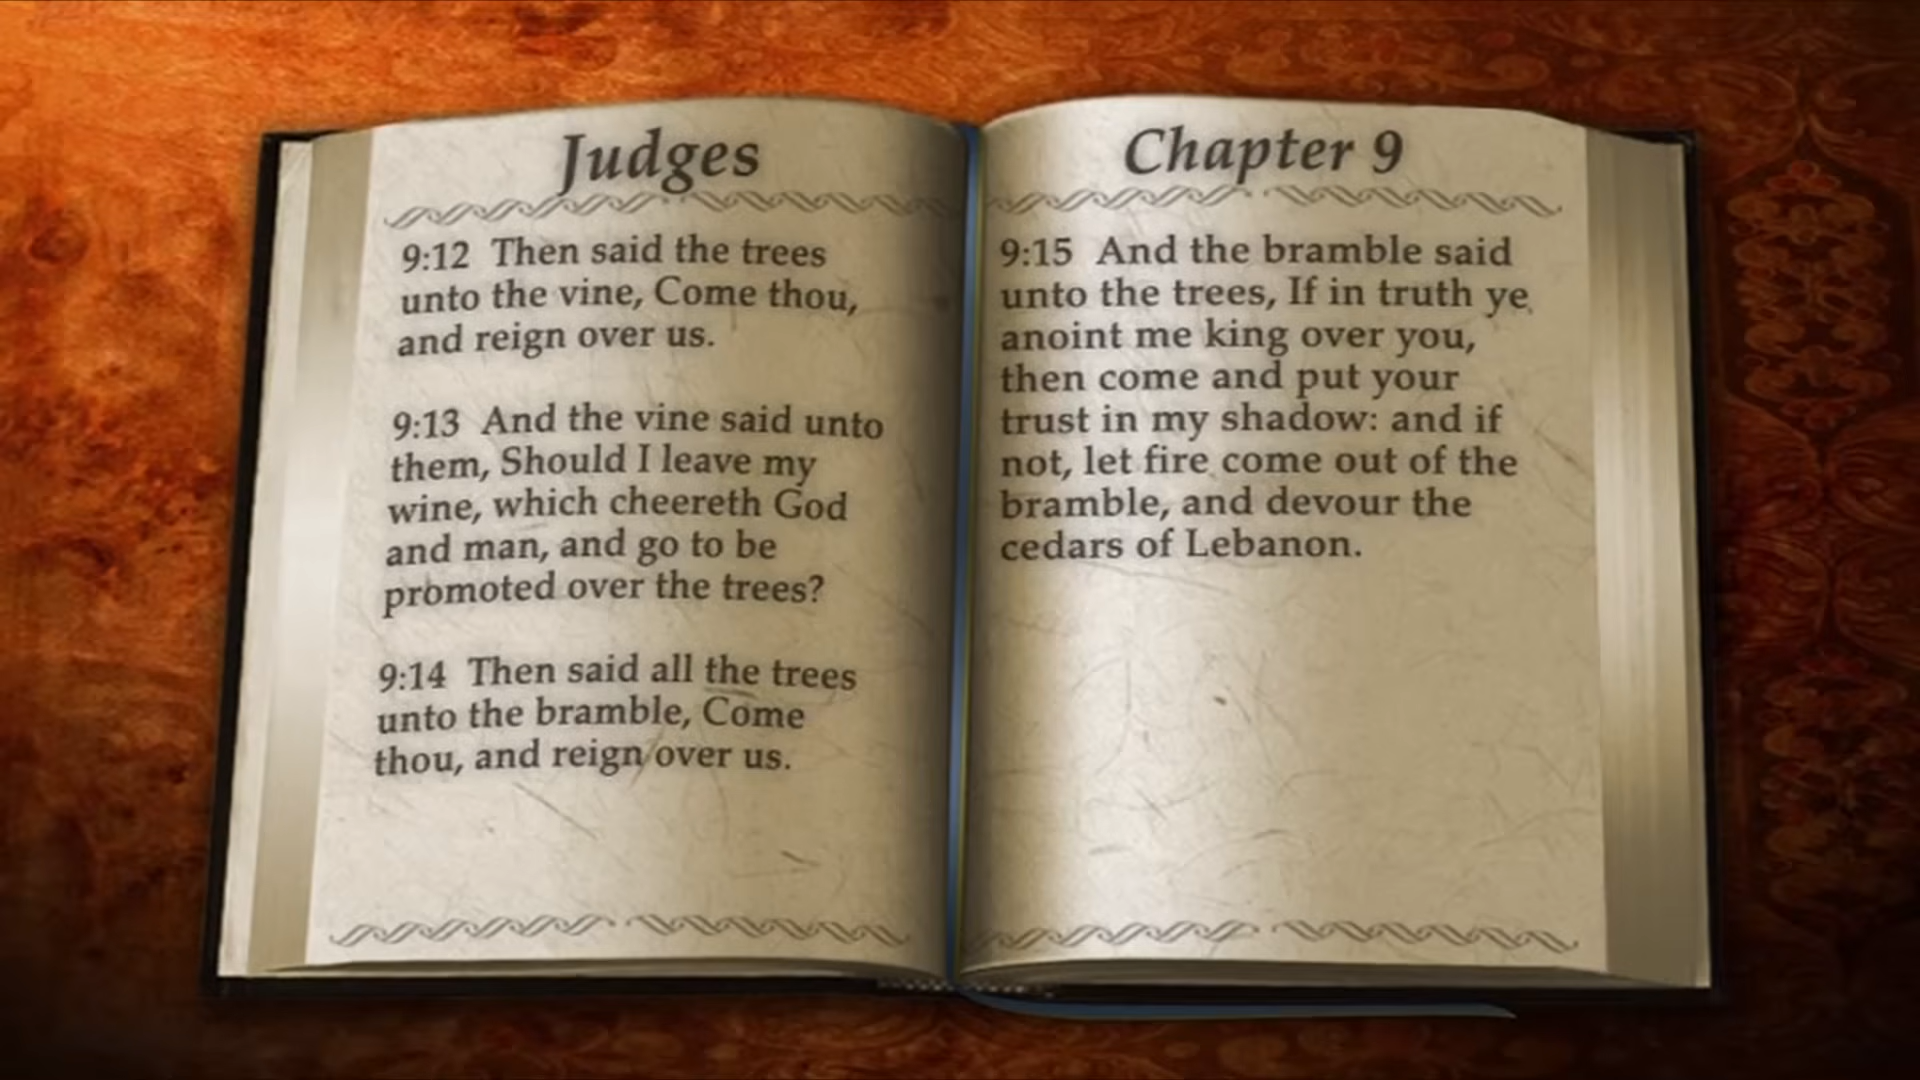 Judges
9:12 Then said the trees
unto the vine, Come thou,
and reign over us.
9:13 And the vine said unto
them, Should I leave my
wine, which cheereth God
and man, and go to be
promoted over the trees?
9:14 Then said all the trees
unto the bramble, Come
thou, and reign over us.
Chapter 9
9:15 And the bramble said
unto the trees, If in truth ye
anoint me king over you,
then come and put your
trust in my shadow: and if
not, let fire come out of the
bramble, and devour the
cedars of Lebanon.